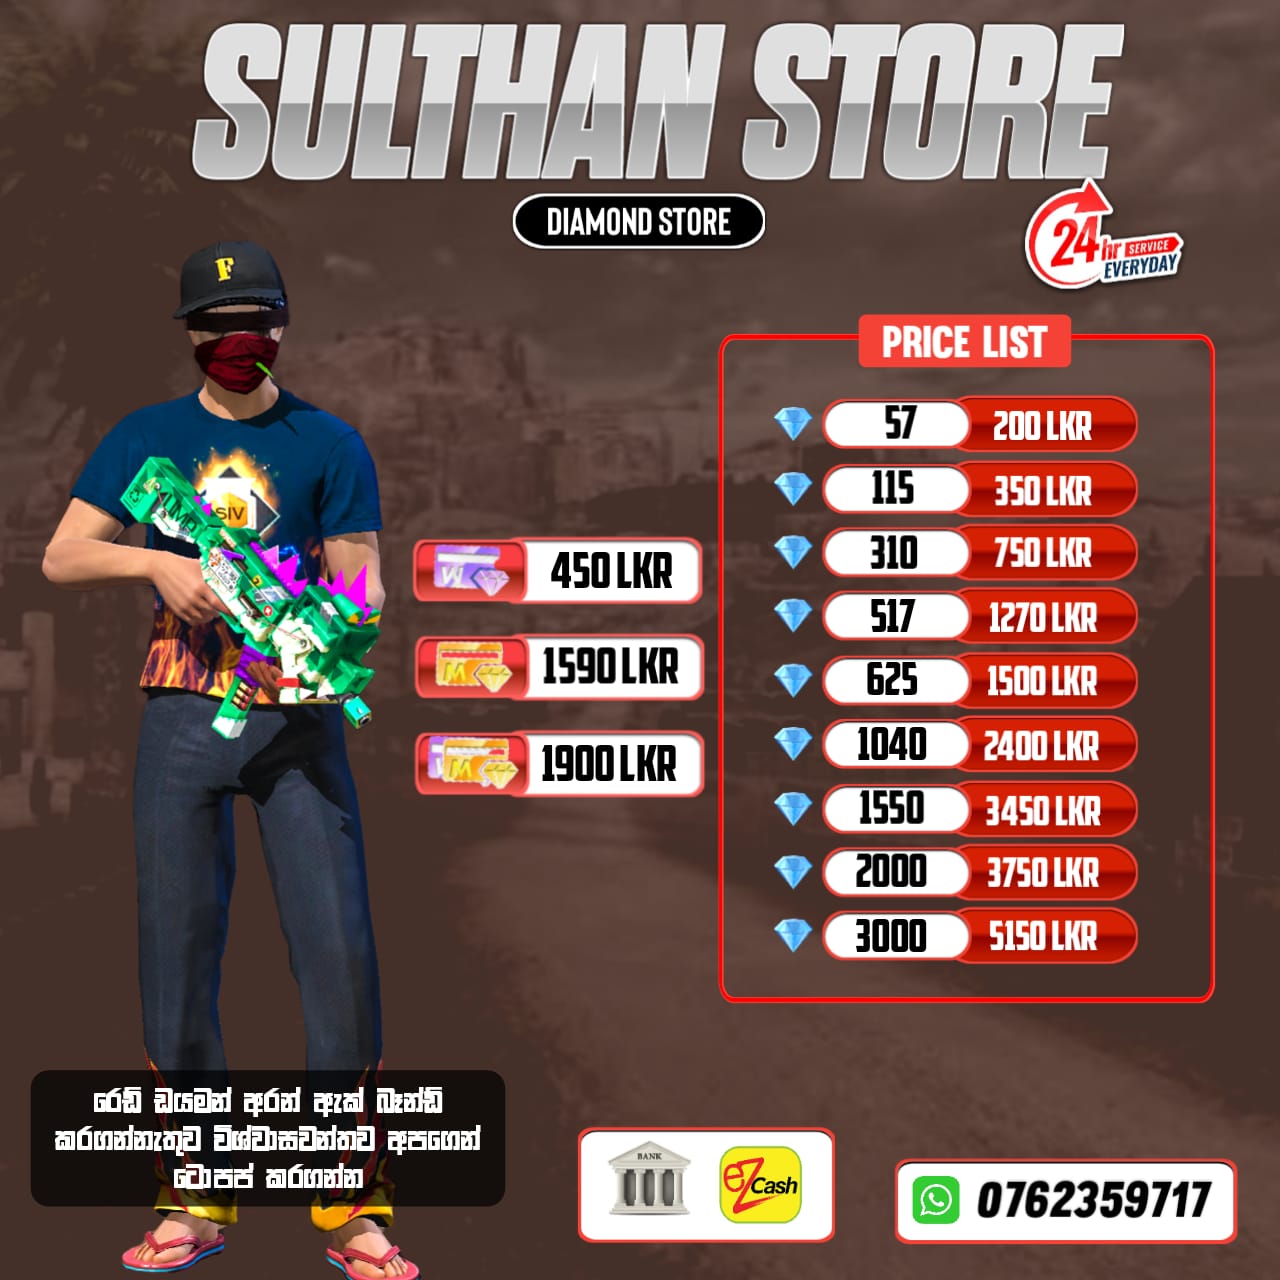 SULTHAN STORE
DIAMOND STORE
24hr SERVICE
EVERYDAY
F
SIV
UMP
PRICE LIST
57 200 LKR
115 350 LKR
310 750 LKR
517 1270 LKR
625 1500 LKR
1040 2400 LKR
1550 3450 LKR
2000 3750 LKR
3000 5150 LKR
W 450 LKR
M 1590 LKR
W M 1900 LKR
රෙඩ් ඩයමන් අරන් ඇක් බෑන්ඩ්
කරගන්නැතුව විශ්වාසවන්තව අපගෙන්
ටොපප් කරගන්න
BANK
eZ Cash
0762359717